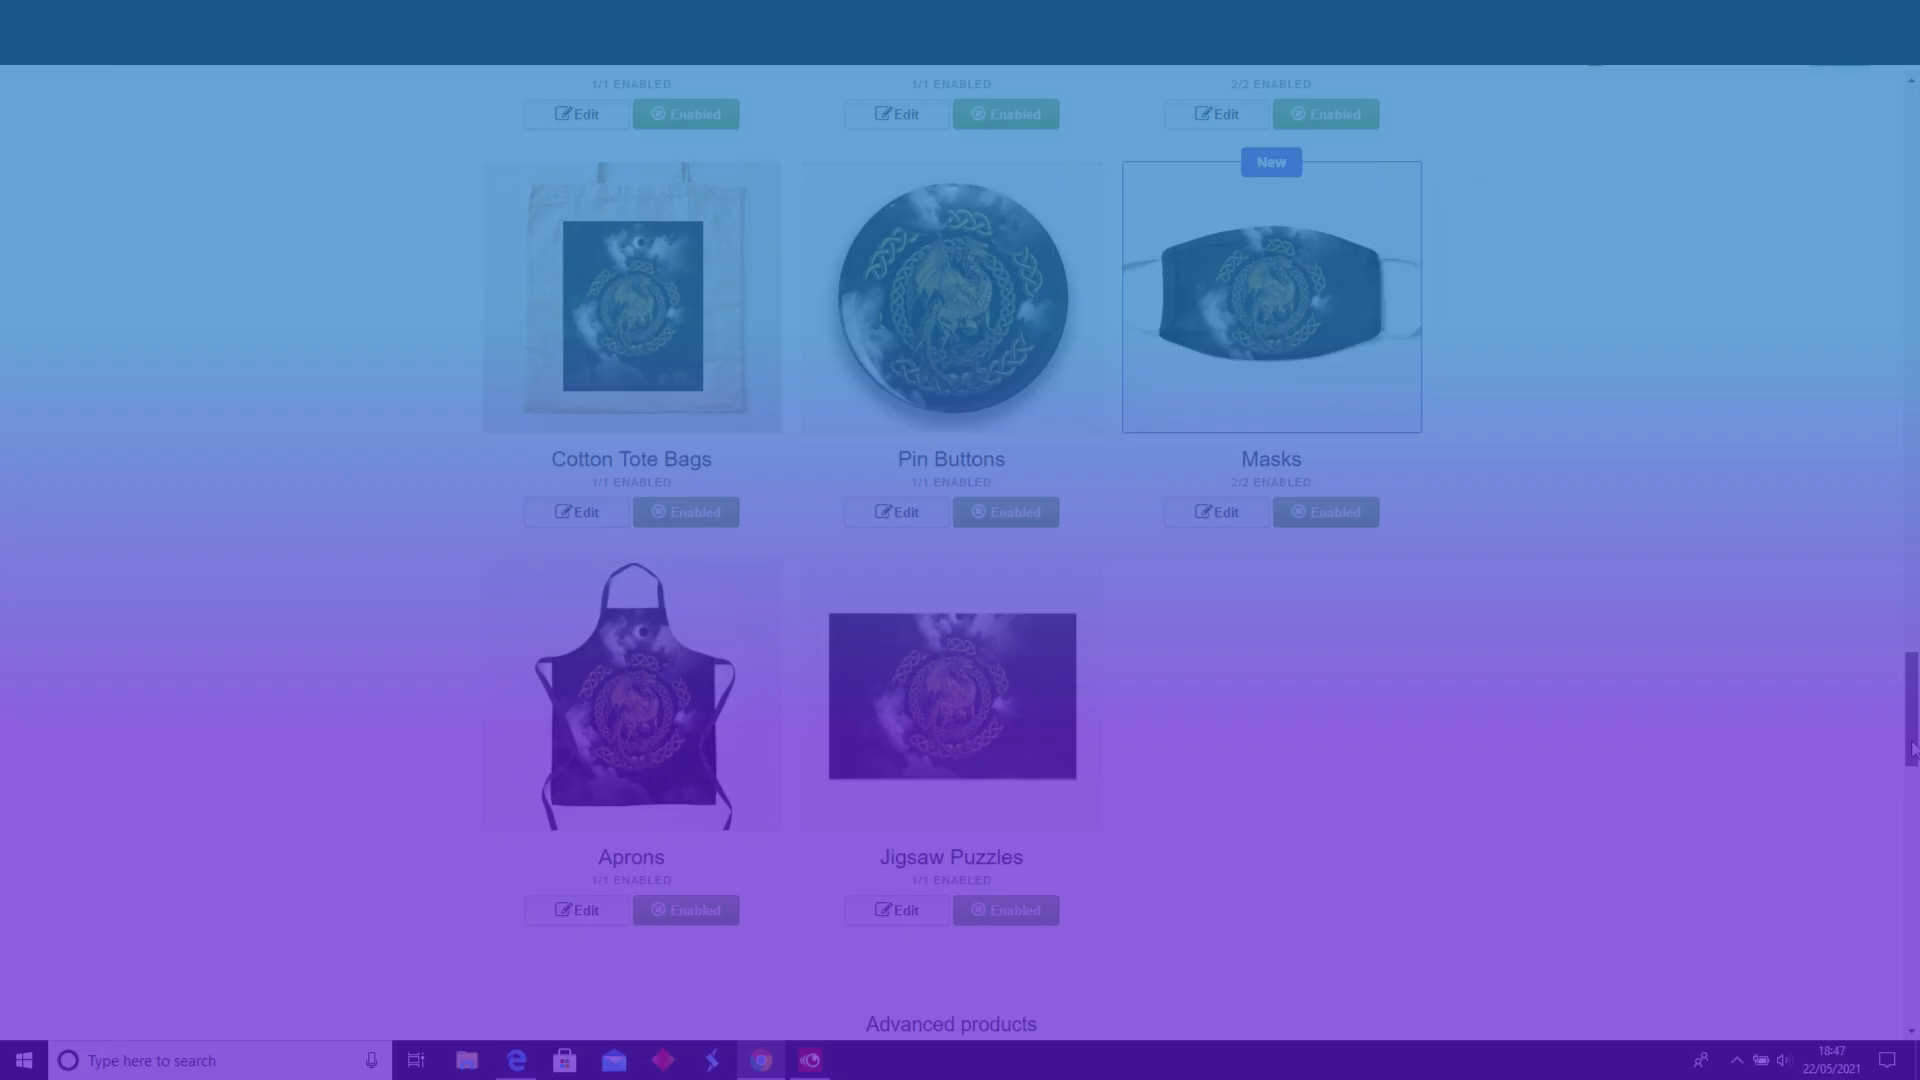 1/1 ENABLED 1/1 ENABLED 2/2 ENABLED
Edit Enabled Edit Enabled Edit Enabled
New
Cotton Tote Bags Pin Buttons Masks
1/1 ENABLED 1/1 ENABLED 2/2 ENABLED
Edit Enabled Edit Enabled Edit Enabled
Aprons Jigsaw Puzzles
1/1 ENABLED 1/1 ENABLED
Edit Enabled Edit Enabled
Advanced products
Type here to search
18:47
22/05/2021